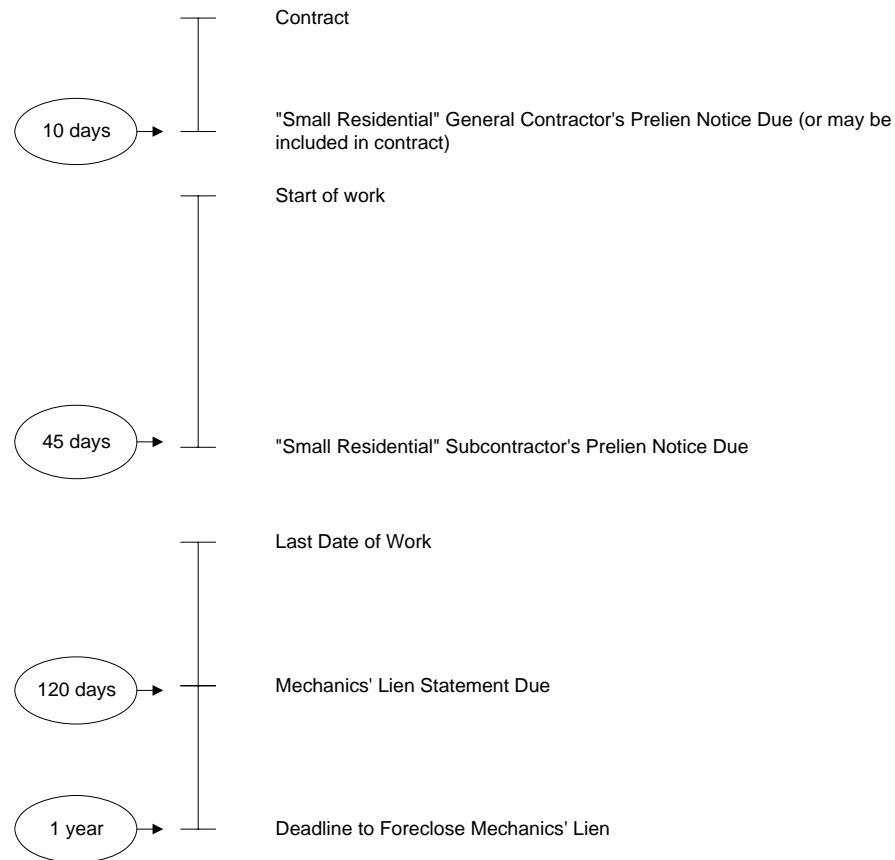 Contract
10 days
"Small Residential" General Contractor's Prelien Notice Due (or may be
included in contract)
Start of work
45 days
"Small Residential" Subcontractor's Prelien Notice Due
Last Date of Work
120 days
Mechanics' Lien Statement Due
1 year
Deadline to Foreclose Mechanics' Lien